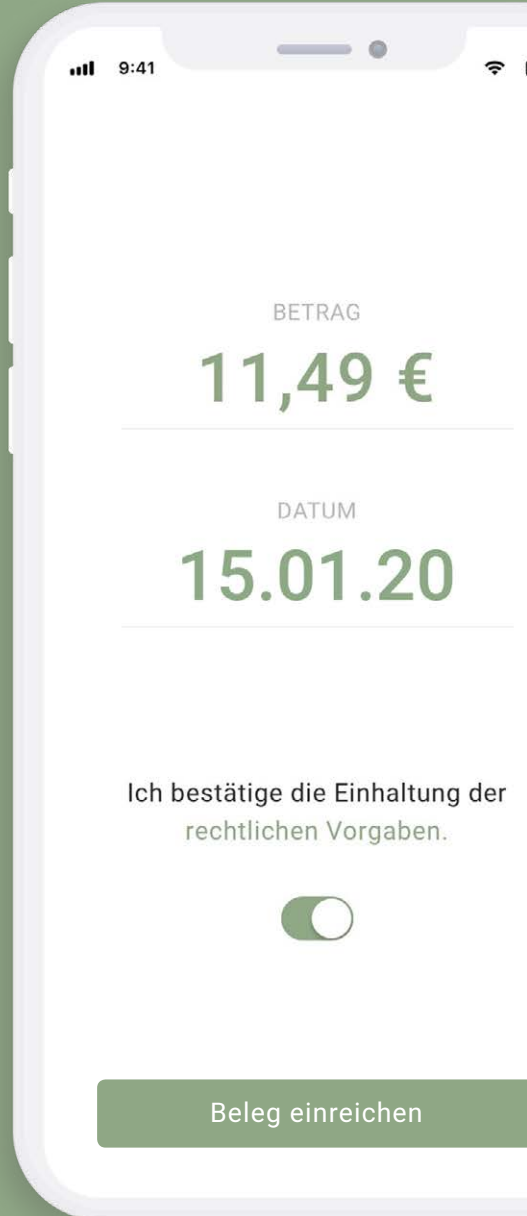 9:41
BETRAG
11,49 €
DATUM
15.01.20
Ich bestätige die Einhaltung der
rechtlichen Vorgaben.
Beleg einreichen